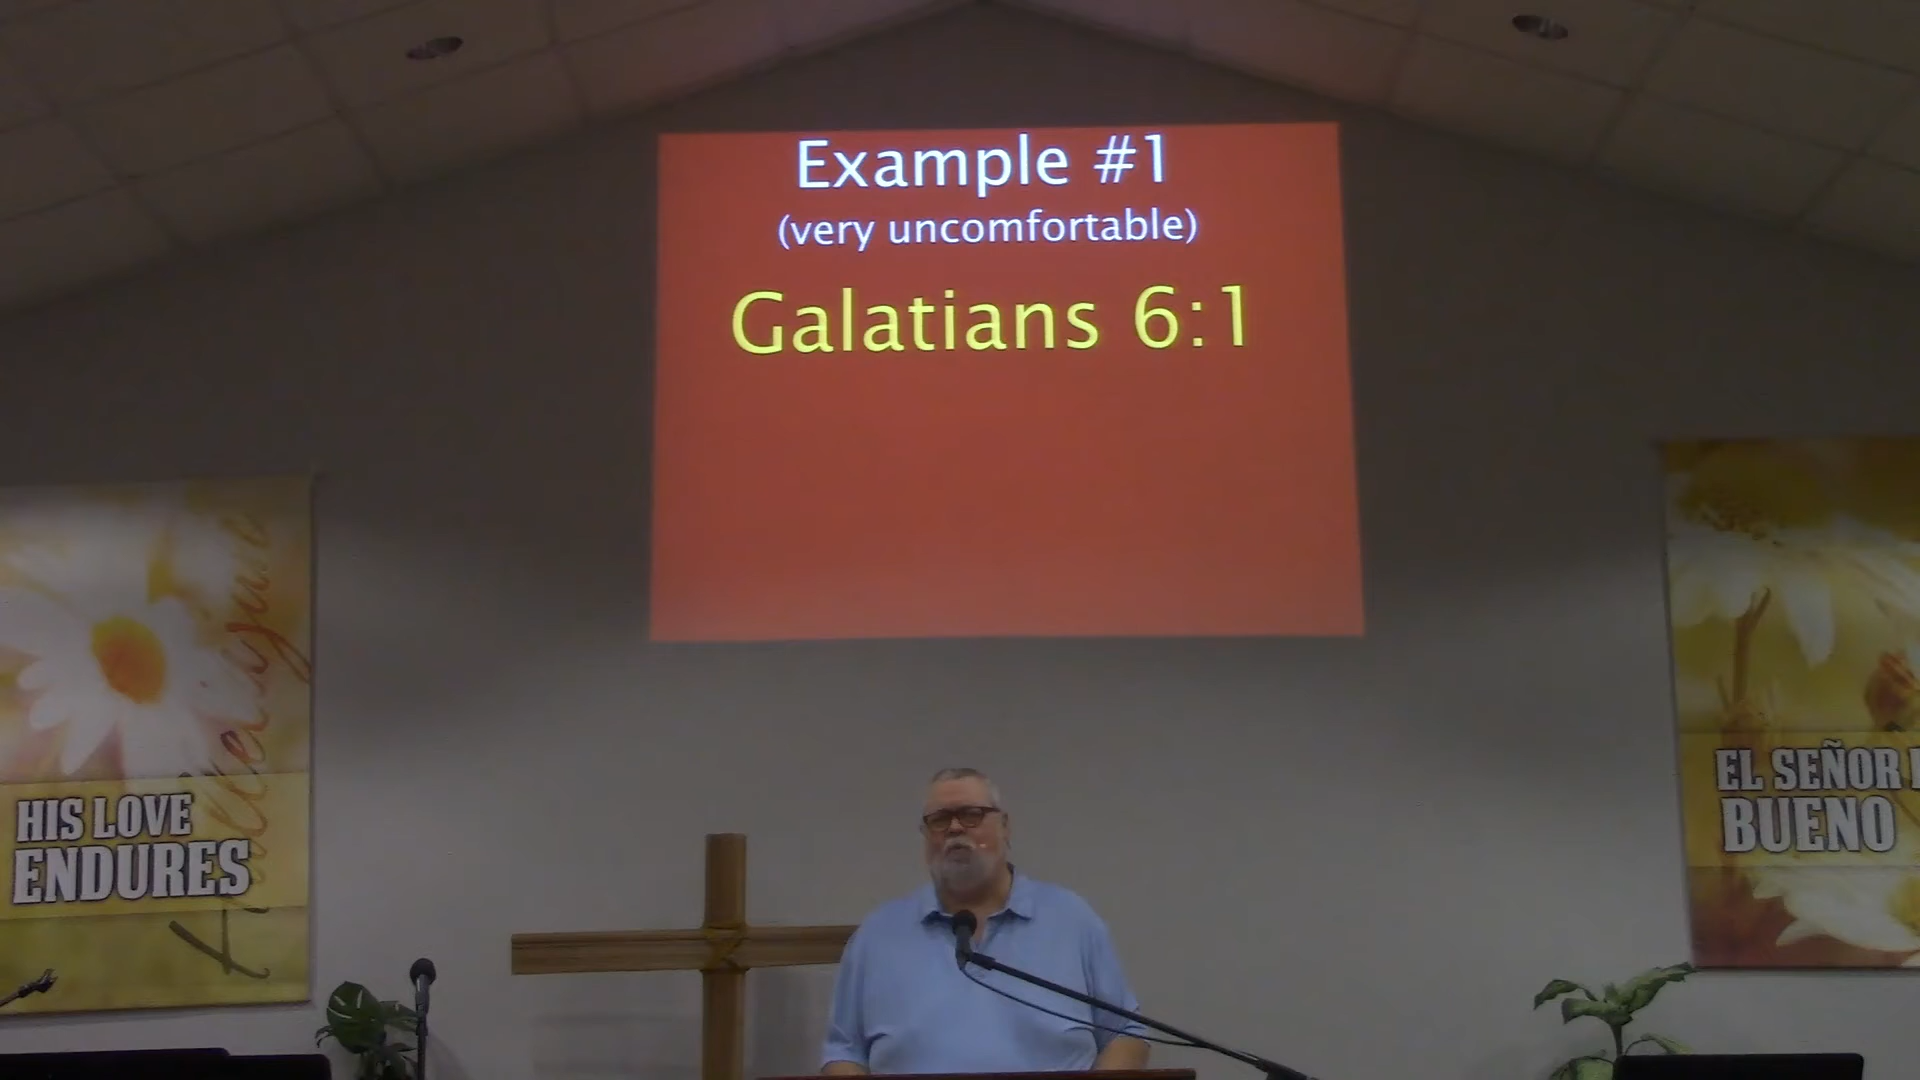 Example #1
(very uncomfortable)
Galatians 6:1
HIS LOVE
ENDURES
EL SEÑOR
BUENO